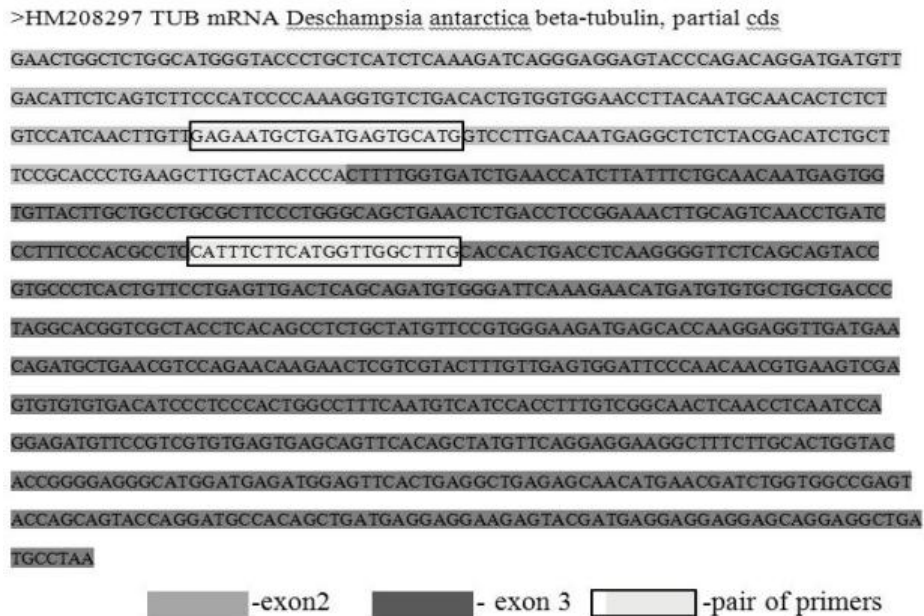 >HM208297 TUB mRNA Deschampsia antarctica beta-tubulin, partial cds
GAACTGGCTCTGGCATGGGTACCCTGCTCATCTCAAAGATCAGGGAGGAGTACCCAGACAGGATGATGTT
GACATTCTCAGTCTTCCCATCCCCAAAGGTGTCTGACACTGTGGTGGAACCTTACAATGCAACACTCTCT
GTCCATCAACTTGTTGAGAATGCTGATGAGTGCATGGTCCTTGACAATGAGGCTCTCTACGACATCTGCT
TCCGCACCCTGAAGCTTGCTACACCCACTTTTGGTGATCTGAACCATCTTATTTCTGCAACAATGAGTGG
TGTTACTTGCTGCCTGCGCTTCCCTGGGCAGCTGAACTCTGACCTCCGGAAACTTGCAGTCAACCTGATC
CCTTTCCCACGCCTCCATTTCTTCATGGTTGGCTTTGCACCACTGACCTCAAGGGGTTCTCAGCAGTACC
GTGCCCTCACTGTTCCTGAGTTGACTCAGCAGATGTGGGATTCAAAGAACATGATGTGTGCTGCTGACCC
TAGGCACGGTCGCTACCTCACAGCCTCTGCTATGTTCCGTGGGAAGATGAGCACCAAGGAGGTTGATGAA
CAGATGCTGAACGTCCAGAACAAGAACTCGTCGTACTTTGTTGAGTGGATTCCCAACAACGTGAAGTCGA
GTGTGTGTGACATCCCTCCCACTGGCCTTTCAATGTCATCCACCTTTGTCGGCAACTCAACCTCAATCCA
GGAGATGTTCCGTCGTGTGAGTGAGCAGTTCACAGCTATGTTCAGGAGGAAGGCTTTCTTGCACTGGTAC
ACCGGGGAGGGCATGGATGAGATGGAGTTCACTGAGGCTGAGAGCAACATGAACGATCTGGTGGCCGAGT
ACCAGCAGTACCAGGATGCCACAGCTGATGAGGAGGAAGAGTACGATGAGGAGGAGGAGCAGGAGGCTGA
TGCCTAA
-exon2 - exon 3 -pair of primers